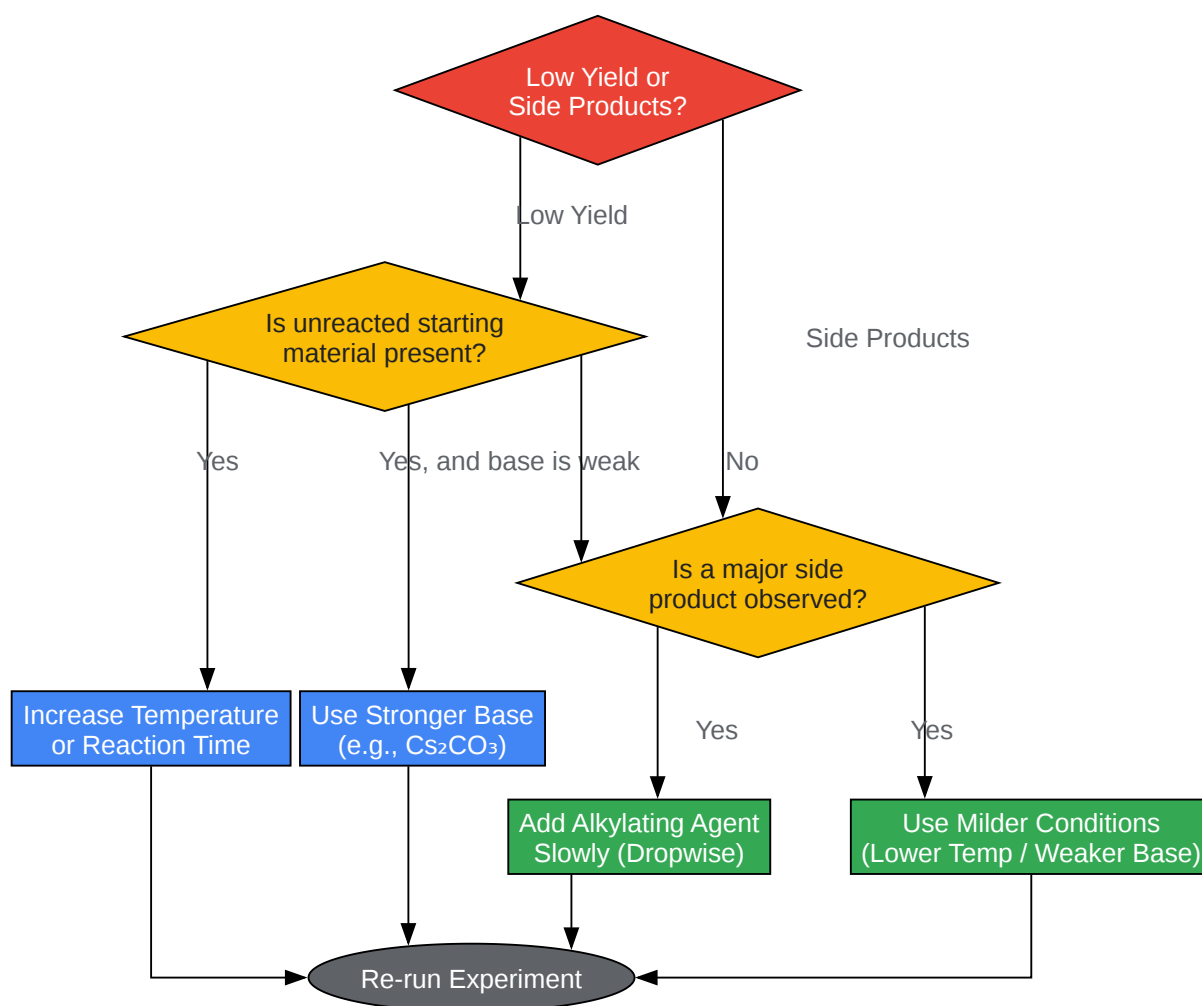 Low Yield or
Side Products?
Low Yield
Is unreacted starting
material present?
Side Products
Yes
Yes, and base is weak
No
Is a major side
product observed?
Increase Temperature
or Reaction Time
Use Stronger Base
(e.g., Cs₂CO₃)
Yes
Yes
Add Alkylating Agent
Slowly (Dropwise)
Use Milder Conditions
(Lower Temp / Weaker Base)
Re-run Experiment